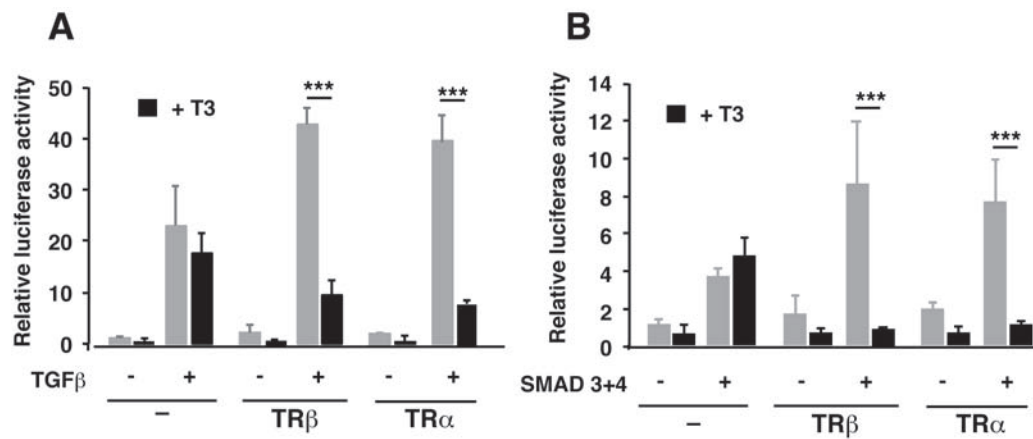 A
Relative luciferase activity
50
40
30
20
10
0
+ T3
***
***
TGFβ
- + - + - +
– TRβ TRα
B
Relative luciferase activity
14
12
10
8
6
4
2
0
+ T3
***
***
SMAD 3+4
- + - + - +
– TRβ TRα